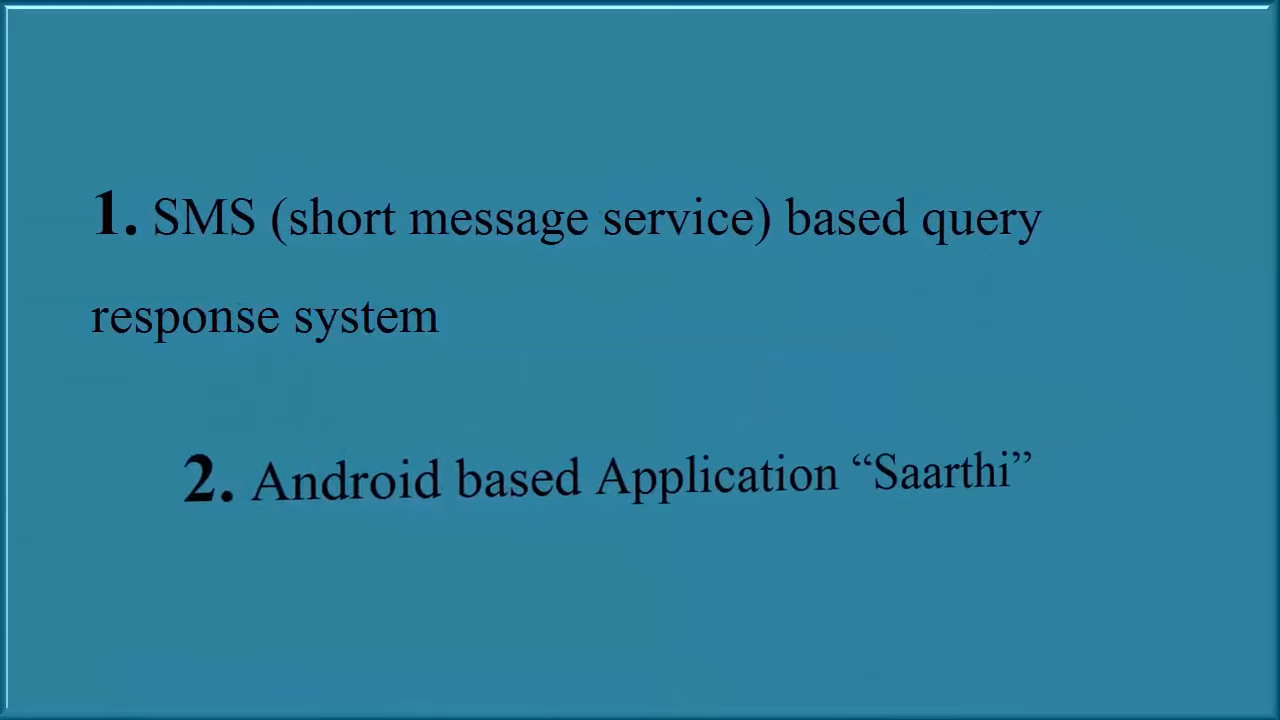 1. SMS (short message service) based query
response system
2. Android based Application “Saarthi”